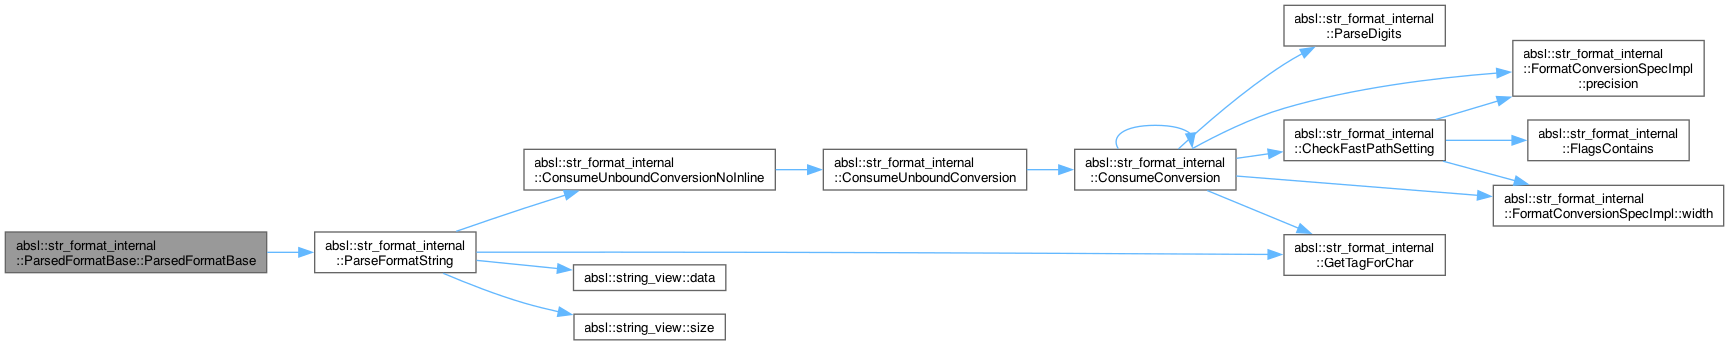 absl::str_format_internal
::ParsedFormatBase::ParsedFormatBase
absl::str_format_internal
::ParseFormatString
absl::str_format_internal
::ConsumeUnboundConversionNoInline
absl::string_view::data
absl::string_view::size
absl::str_format_internal
::ConsumeUnboundConversion
absl::str_format_internal
::ConsumeConversion
absl::str_format_internal
::ParseDigits
absl::str_format_internal
::CheckFastPathSetting
absl::str_format_internal
::GetTagForChar
absl::str_format_internal
::FormatConversionSpecImpl
::precision
absl::str_format_internal
::FlagsContains
absl::str_format_internal
::FormatConversionSpecImpl::width